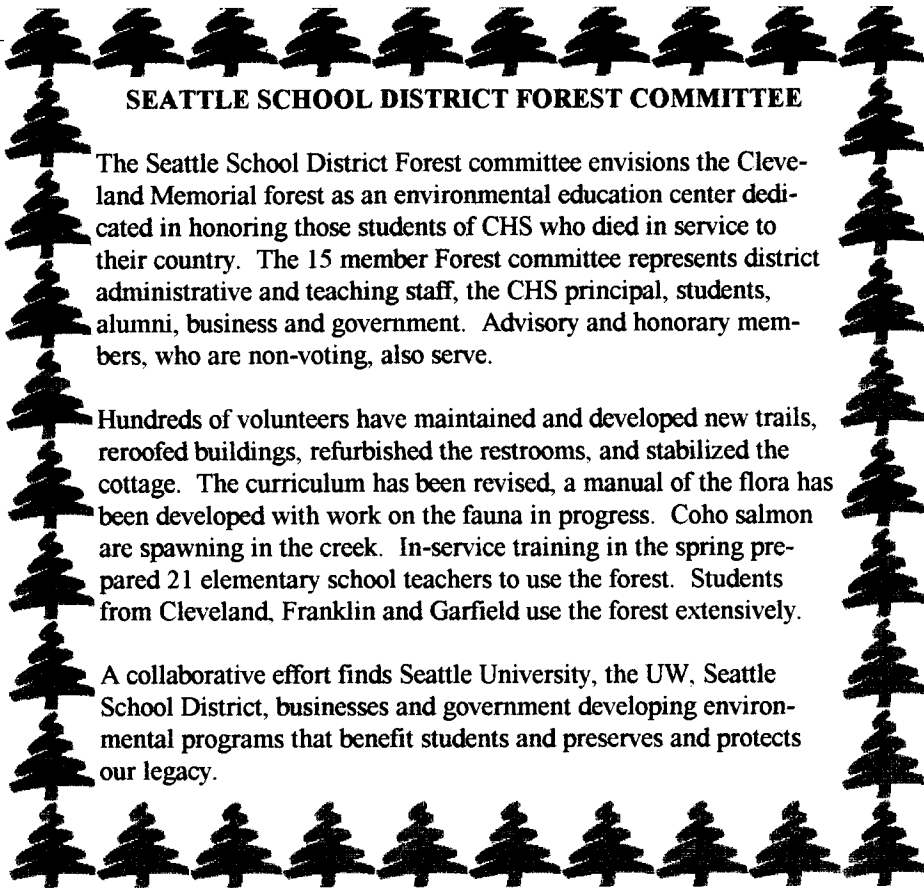 SEATTLE SCHOOL DISTRICT FOREST COMMITTEE
The Seattle School District Forest committee envisions the Cleve-
land Memorial forest as an environmental education center dedi-
cated in honoring those students of CHS who died in service to
their country. The 15 member Forest committee represents district
administrative and teaching staff, the CHS principal, students,
alumni, business and government. Advisory and honorary mem-
bers, who are non-voting, also serve.
Hundreds of volunteers have maintained and developed new trails,
reroofed buildings, refurbished the restrooms, and stabilized the
cottage. The curriculum has been revised, a manual of the flora has
been developed with work on the fauna in progress. Coho salmon
are spawning in the creek. In-service training in the spring pre-
pared 21 elementary school teachers to use the forest. Students
from Cleveland, Franklin and Garfield use the forest extensively.
A collaborative effort finds Seattle University, the UW, Seattle
School District, businesses and government developing environ-
mental programs that benefit students and preserves and protects
our legacy.